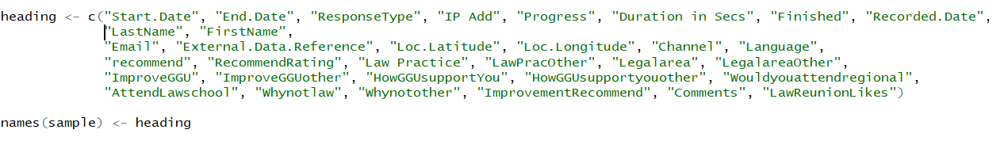 heading <- c("Start.Date", "End.Date", "ResponseType", "IP Add", "Progress", "Duration in Secs", "Finished", "Recorded.Date",
"LastName", "FirstName",
"Email", "External.Data.Reference", "Loc.Latitude", "Loc.Longitude", "Channel", "Language",
"recommend", "RecommendRating", "Law Practice", "LawPracOther", "Legalarea", "LegalareaOther",
"ImproveGGU", "ImproveGGUother", "HowGGUsupportYou", "HowGGUsupportyouother", "Wouldyouattendregional",
"AttendLawschool", "Whynotlaw", "Whynotother", "ImprovementRecommend", "Comments", "LawReunionLikes")
names(sample) <- heading